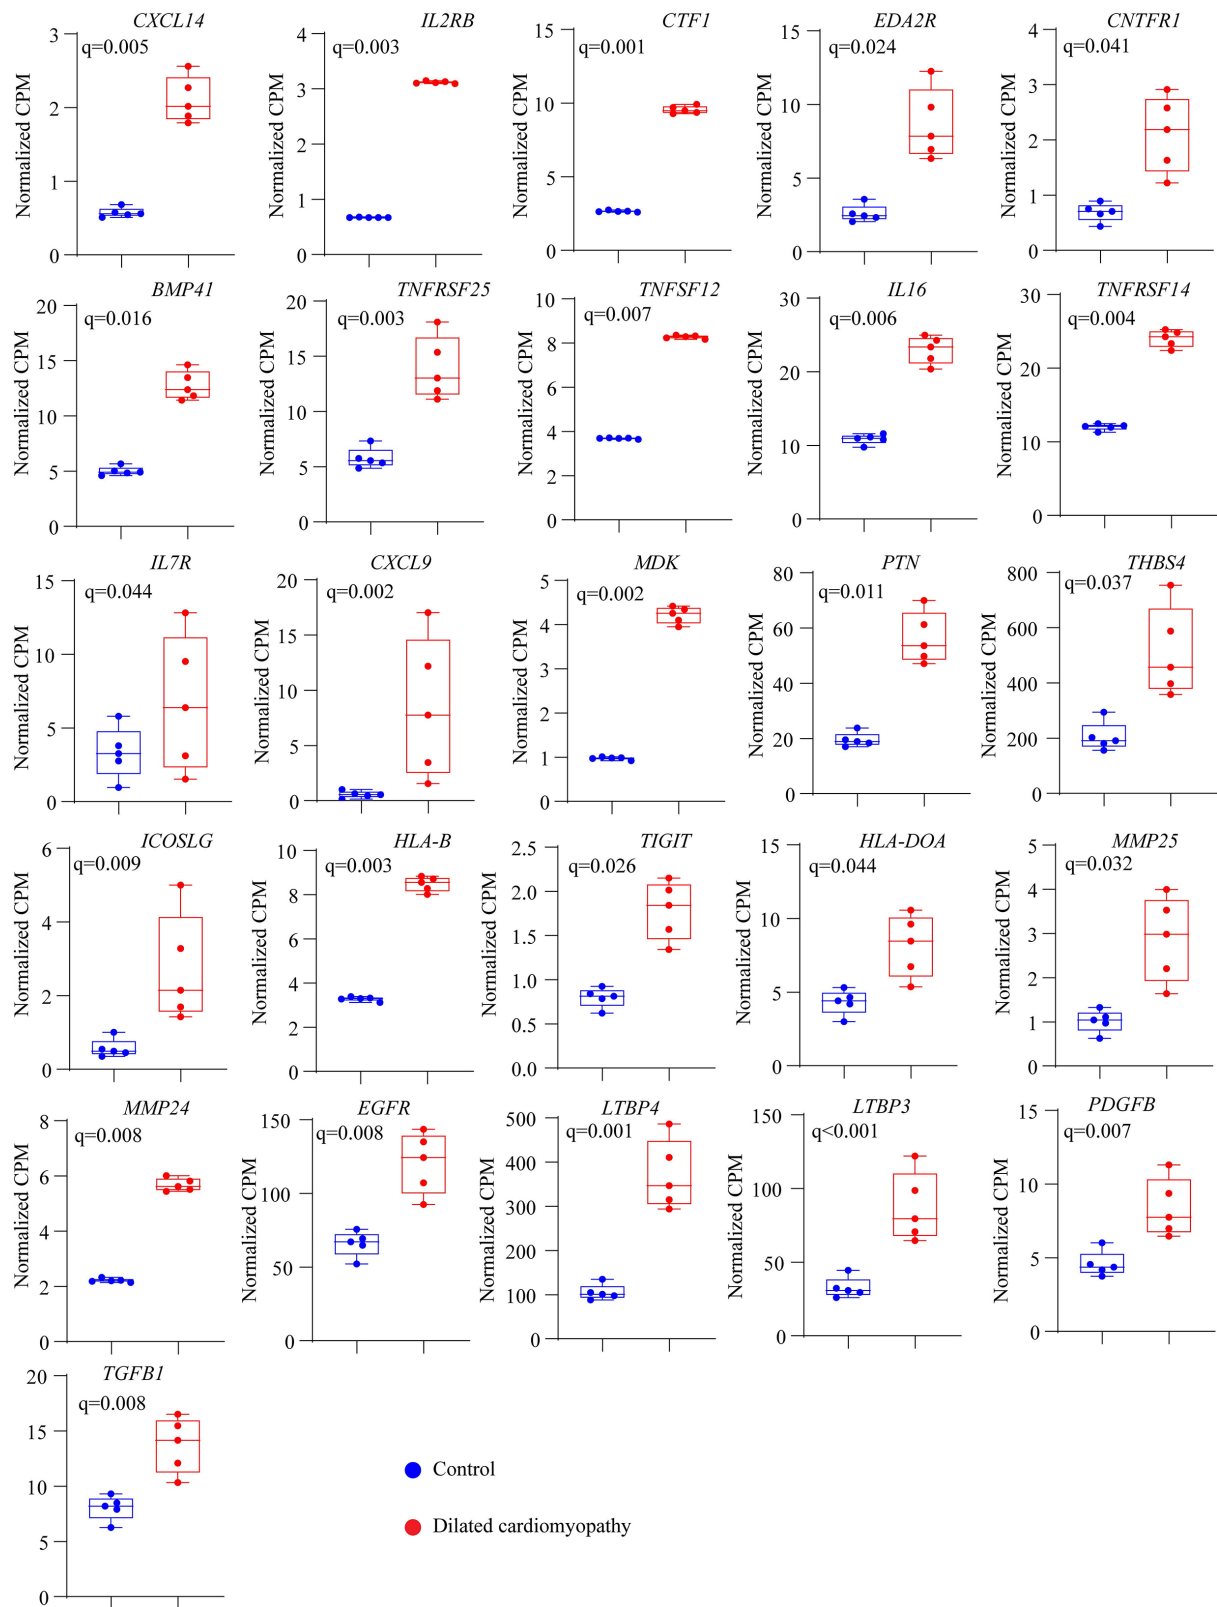 CXCL14
q=0.005
Normalized CPM
3
2
1
0
IL2RB
q=0.003
Normalized CPM
4
3
2
1
0
CTF1
q=0.001
Normalized CPM
15
10
5
0
EDA2R
q=0.024
Normalized CPM
15
10
5
0
CNTFR1
q=0.041
Normalized CPM
4
3
2
1
0
BMP41
q=0.016
Normalized CPM
20
15
10
5
0
TNFRSF25
q=0.003
Normalized CPM
20
15
10
5
0
TNFSF12
q=0.007
Normalized CPM
10
8
6
4
2
0
IL16
q=0.006
Normalized CPM
30
20
10
0
TNFRSF14
q=0.004
Normalized CPM
30
20
10
0
IL7R
q=0.044
Normalized CPM
15
10
5
0
CXCL9
q=0.002
Normalized CPM
20
15
10
5
0
MDK
q=0.002
Normalized CPM
5
4
3
2
1
0
PTN
q=0.011
Normalized CPM
80
60
40
20
0
THBS4
q=0.037
Normalized CPM
800
600
400
200
0
ICOSLG
q=0.009
Normalized CPM
6
4
2
0
HLA-B
q=0.003
Normalized CPM
10
8
6
4
2
0
TIGIT
q=0.026
Normalized CPM
2.5
2.0
1.5
1.0
0.5
0.0
HLA-DOA
q=0.044
Normalized CPM
15
10
5
0
MMP25
q=0.032
Normalized CPM
5
4
3
2
1
0
MMP24
q=0.008
Normalized CPM
8
6
4
2
0
EGFR
q=0.008
Normalized CPM
150
100
50
0
LTBP4
q=0.001
Normalized CPM
500
400
300
200
100
0
LTBP3
q<0.001
Normalized CPM
150
100
50
0
PDGFB
q=0.007
Normalized CPM
15
10
5
0
TGFB1
q=0.008
Normalized CPM
20
15
10
5
0
Control
Dilated cardiomyopathy